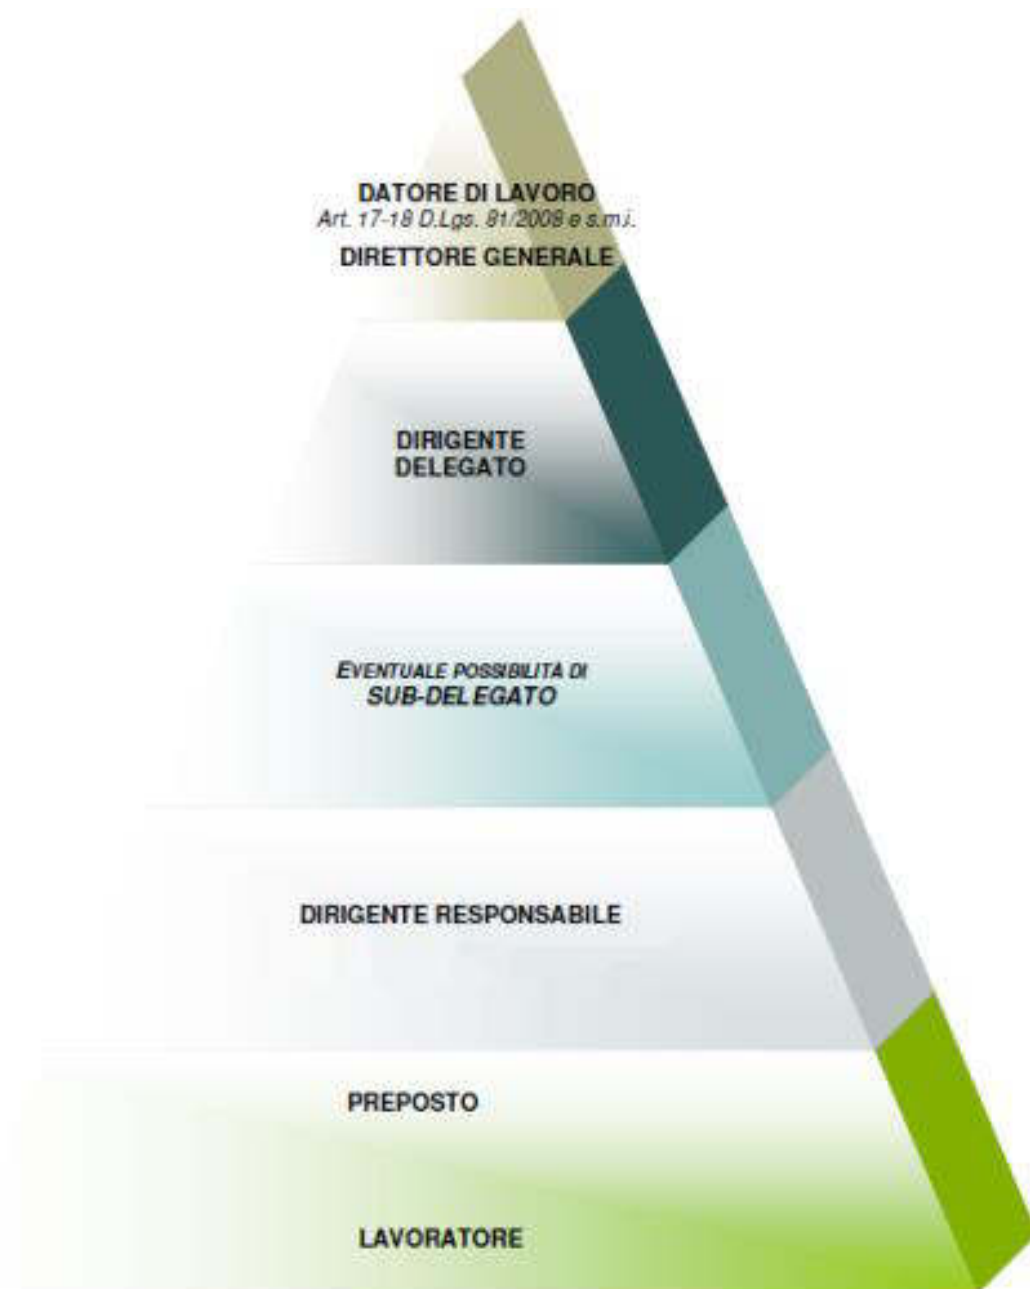 DATORE DI LAVORO
Art. 17-18 D.Lgs. 81/2008 e s.m.i.
DIRETTORE GENERALE
DIRIGENTE
DELEGATO
EVENTUALE POSSIBILITÀ DI
SUB-DELEGATO
DIRIGENTE RESPONSABILE
PREPOSTO
LAVORATORE